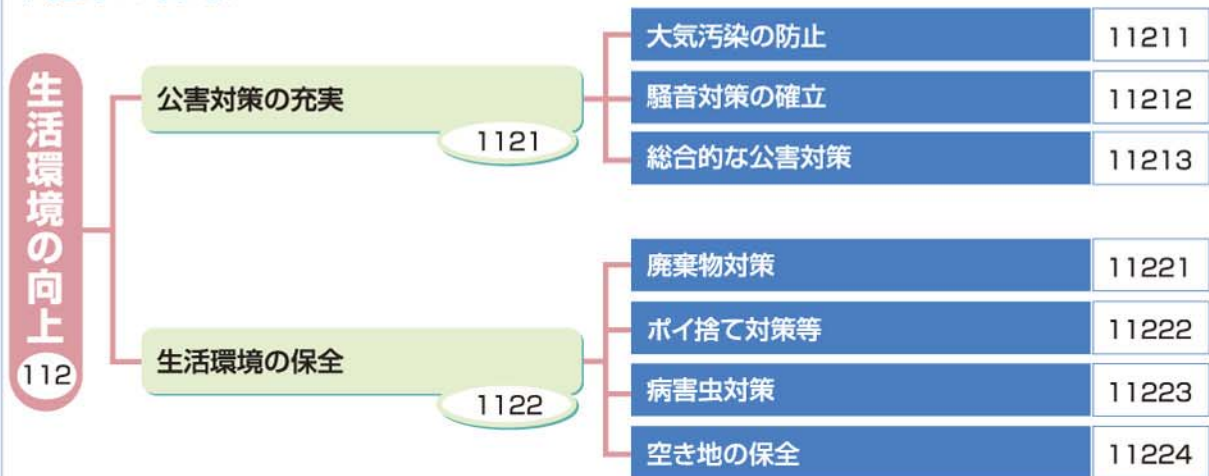 生活環境の向上
112
公害対策の充実
1121
大気汚染の防止 11211
騒音対策の確立 11212
総合的な公害対策 11213
生活環境の保全
1122
廃棄物対策 11221
ポイ捨て対策等 11222
病害虫対策 11223
空き地の保全 11224